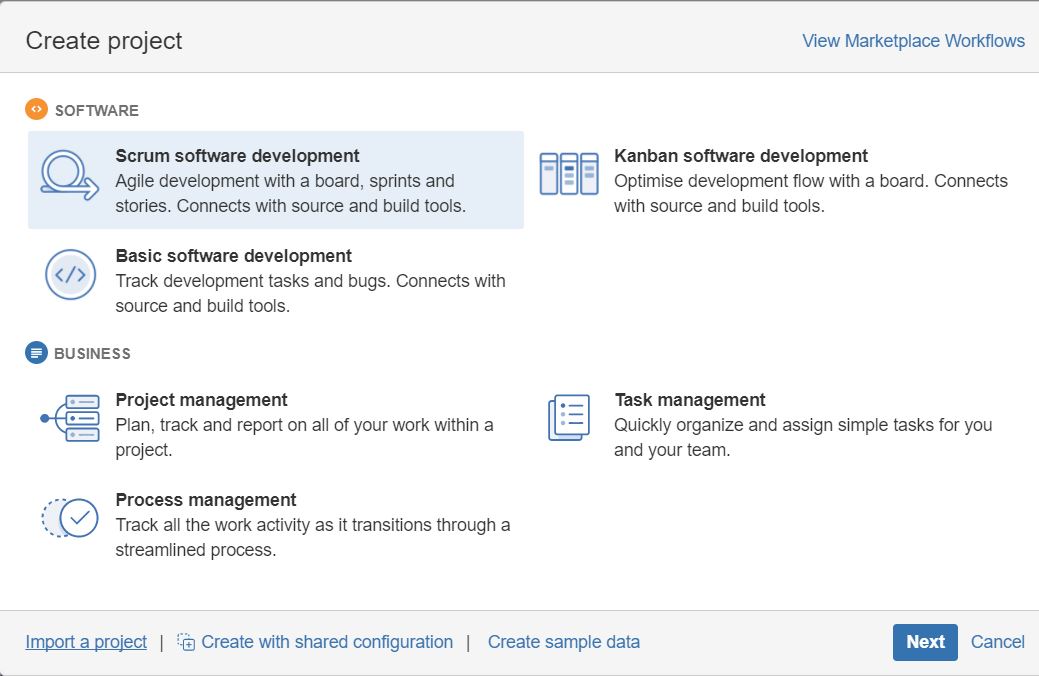 Create project
View Marketplace Workflows
SOFTWARE
Scrum software development
Agile development with a board, sprints and
stories. Connects with source and build tools.
Kanban software development
Optimise development flow with a board. Connects
with source and build tools.
Basic software development
Track development tasks and bugs. Connects with
source and build tools.
BUSINESS
Project management
Plan, track and report on all of your work within a
project.
Task management
Quickly organize and assign simple tasks for you
and your team.
Process management
Track all the work activity as it transitions through a
streamlined process.
Import a project | Create with shared configuration | Create sample data
Next Cancel